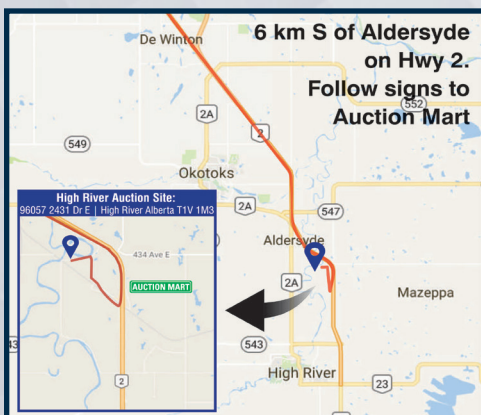 6 km S of Aldersyde
on Hwy 2.
Follow signs to
Auction Mart
De Winton
552
2A
2
549
Okotoks
2A
547
High River Auction Site:
96057 2431 Dr E | High River Alberta T1V 1M3
Aldersyde
434 Ave E
2A
AUCTION MART
Mazeppa
543
43
High River
2
23